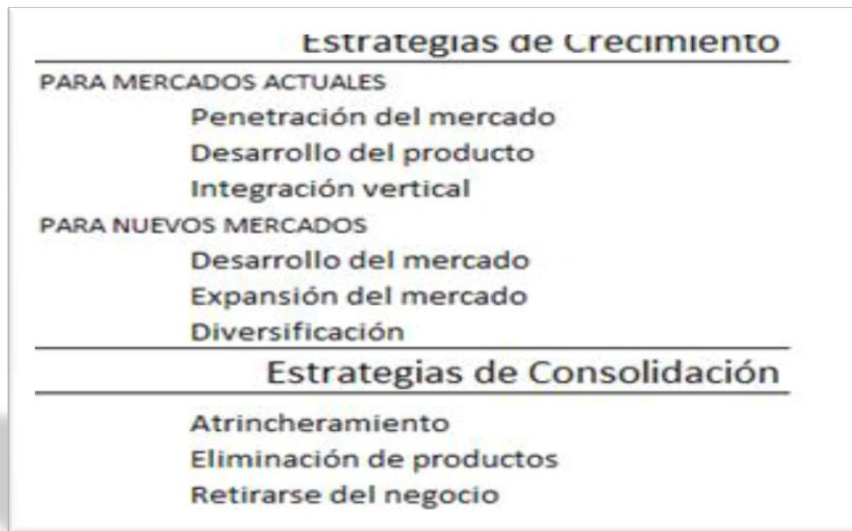 Estrategias de Crecimiento
PARA MERCADOS ACTUALES
Penetración del mercado
Desarrollo del producto
Integración vertical
PARA NUEVOS MERCADOS
Desarrollo del mercado
Expansión del mercado
Diversificación
Estrategias de Consolidación
Atrincheramiento
Eliminación de productos
Retirarse del negocio